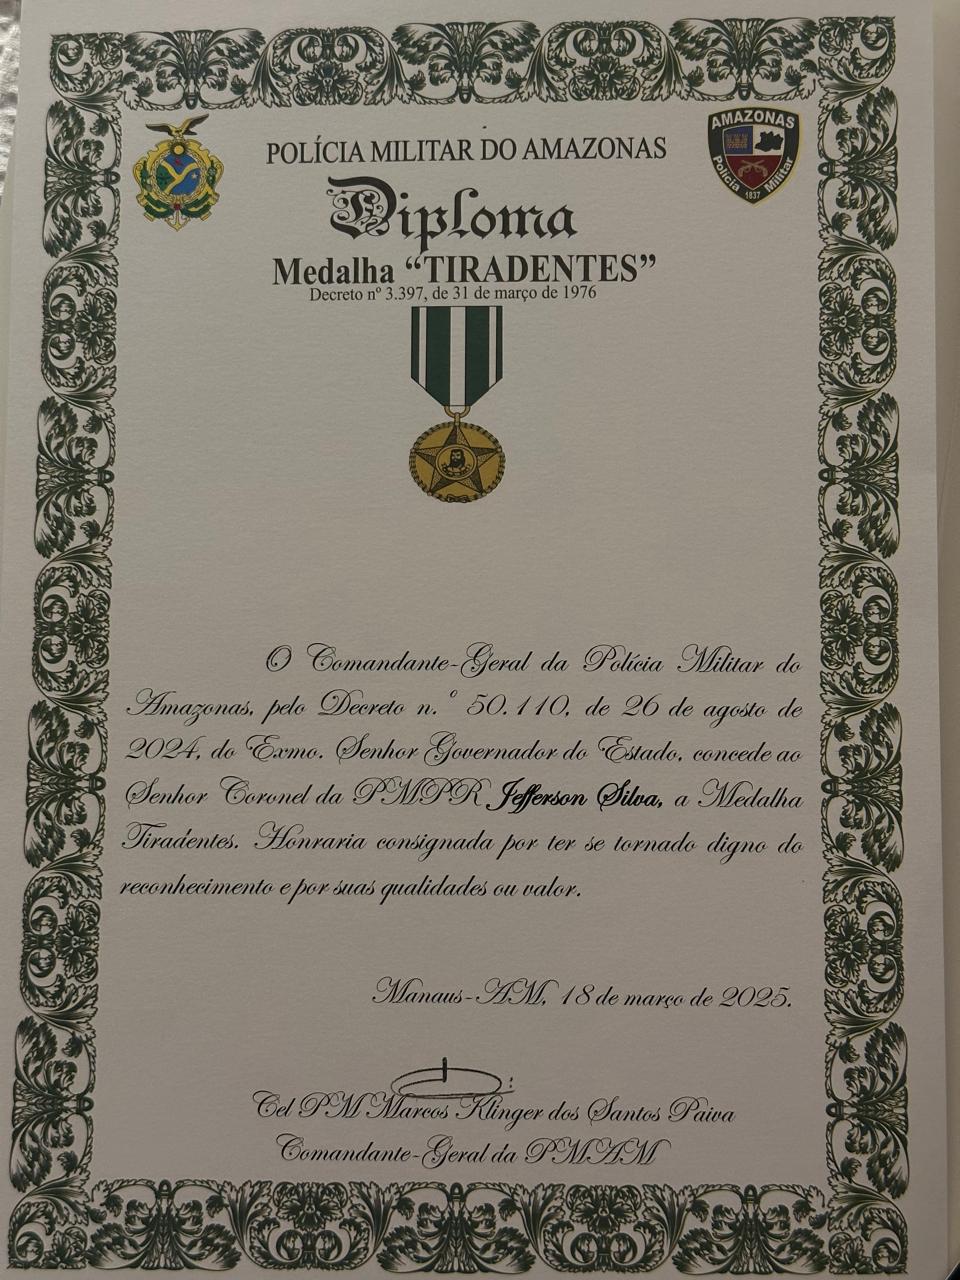 AMAZONAS
Polícia Militar
1837
POLÍCIA MILITAR DO AMAZONAS
Diploma
Medalha “TIRADENTES”
Decreto nº 3.397, de 31 de março de 1976
O Comandante-Geral da Polícia Militar do
Amazonas, pelo Decreto n. º 50.110, de 26 de agosto de
2024, do Exmo. Senhor Governador do Estado, concede ao
Senhor Coronel da PMPR Jefferson Silva, a Medalha
Tiradentes. Honraria consignada por ter se tornado digno do
reconhecimento e por suas qualidades ou valor.
Manaus-AM, 18 de março de 2025.
Cel PM Marcos Klinger dos Santos Paiva
Comandante-Geral da PMAM